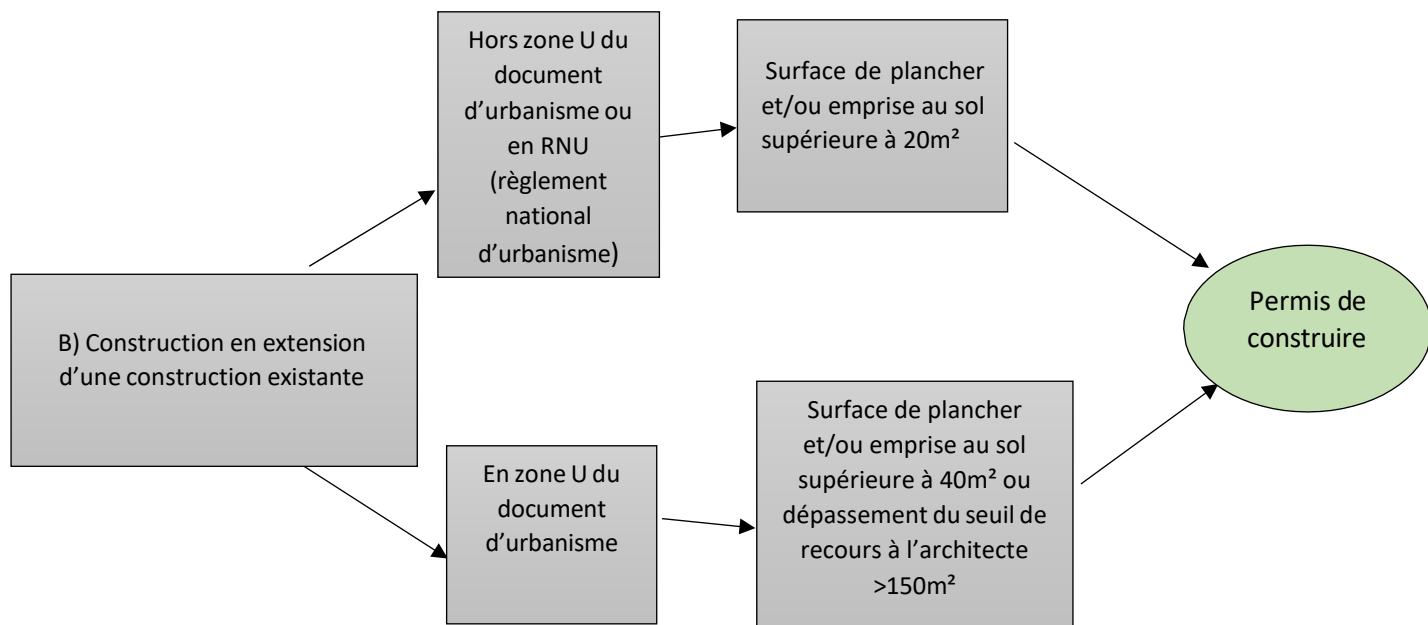 B) Construction en extension
d’une construction existante
Hors zone U du
document
d’urbanisme ou
en RNU
(règlement
national
d’urbanisme)
Surface de plancher
et/ou emprise au sol
supérieure à 20m²
En zone U du
document
d’urbanisme
Surface de plancher
et/ou emprise au sol
supérieure à 40m² ou
dépassement du seuil de
recours à l’architecte
>150m²
Permis de
construire